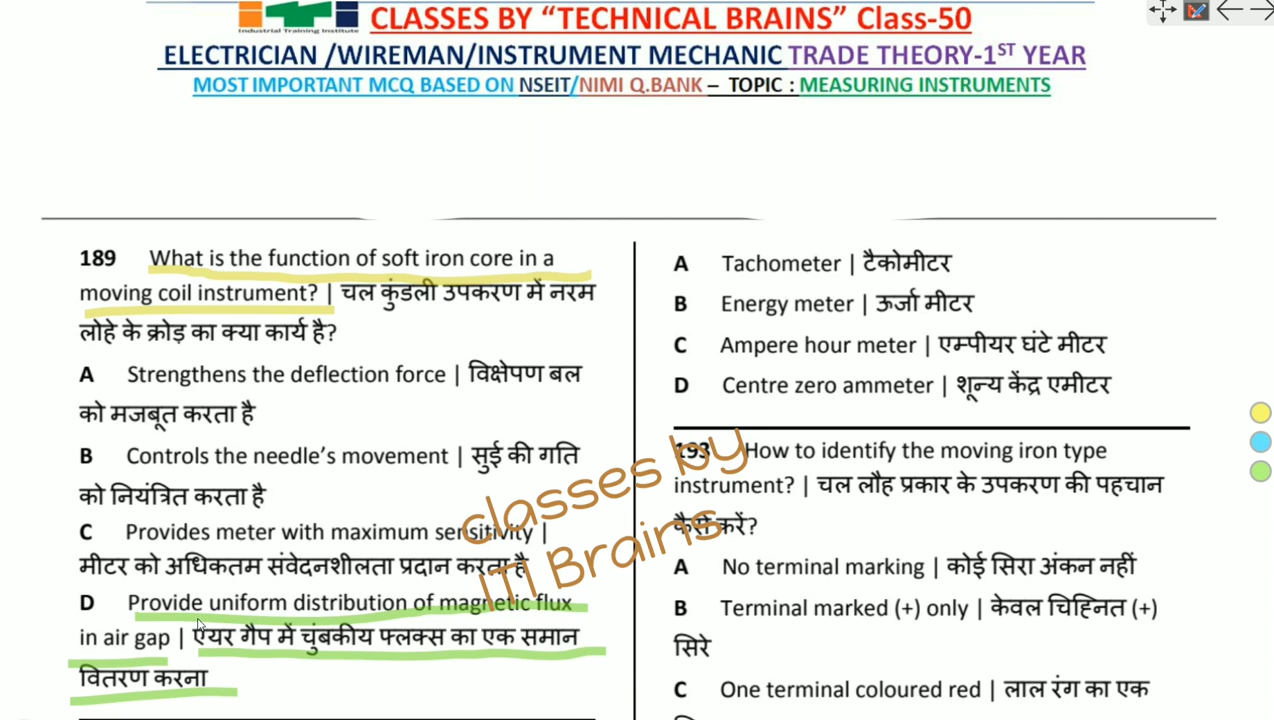 Industrial Training Institute
CLASSES BY “TECHNICAL BRAINS” Class-50
ELECTRICIAN /WIREMAN/INSTRUMENT MECHANIC TRADE THEORY-1ST YEAR
MOST IMPORTANT MCQ BASED ON NSEIT/NIMI Q.BANK – TOPIC : MEASURING INSTRUMENTS
189 What is the function of soft iron core in a
moving coil instrument? | चल कुंडली उपकरण में नरम
लोहे के क्रोड़ का क्या कार्य है?
A Strengthens the deflection force | विक्षेपण बल
को मजबूत करता है
B Controls the needle’s movement | सुई की गति
को नियंत्रित करता है
C Provides meter with maximum sensitivity |
मीटर को अधिकतम संवेदनशीलता प्रदान करता है
D Provide uniform distribution of magnetic flux
in air gap | एयर गैप में चुंबकीय फ्लक्स का एक समान
वितरण करना
A Tachometer | टैकोमीटर
B Energy meter | ऊर्जा मीटर
C Ampere hour meter | एम्पीयर घंटे मीटर
D Centre zero ammeter | शून्य केंद्र एमीटर
193 How to identify the moving iron type
instrument? | चल लौह प्रकार के उपकरण की पहचान
कैसे करें?
A No terminal marking | कोई सिरा अंकन नहीं
B Terminal marked (+) only | केवल चिह्नित (+)
सिरे
C One terminal coloured red | लाल रंग का एक
classes by
ITI Brains